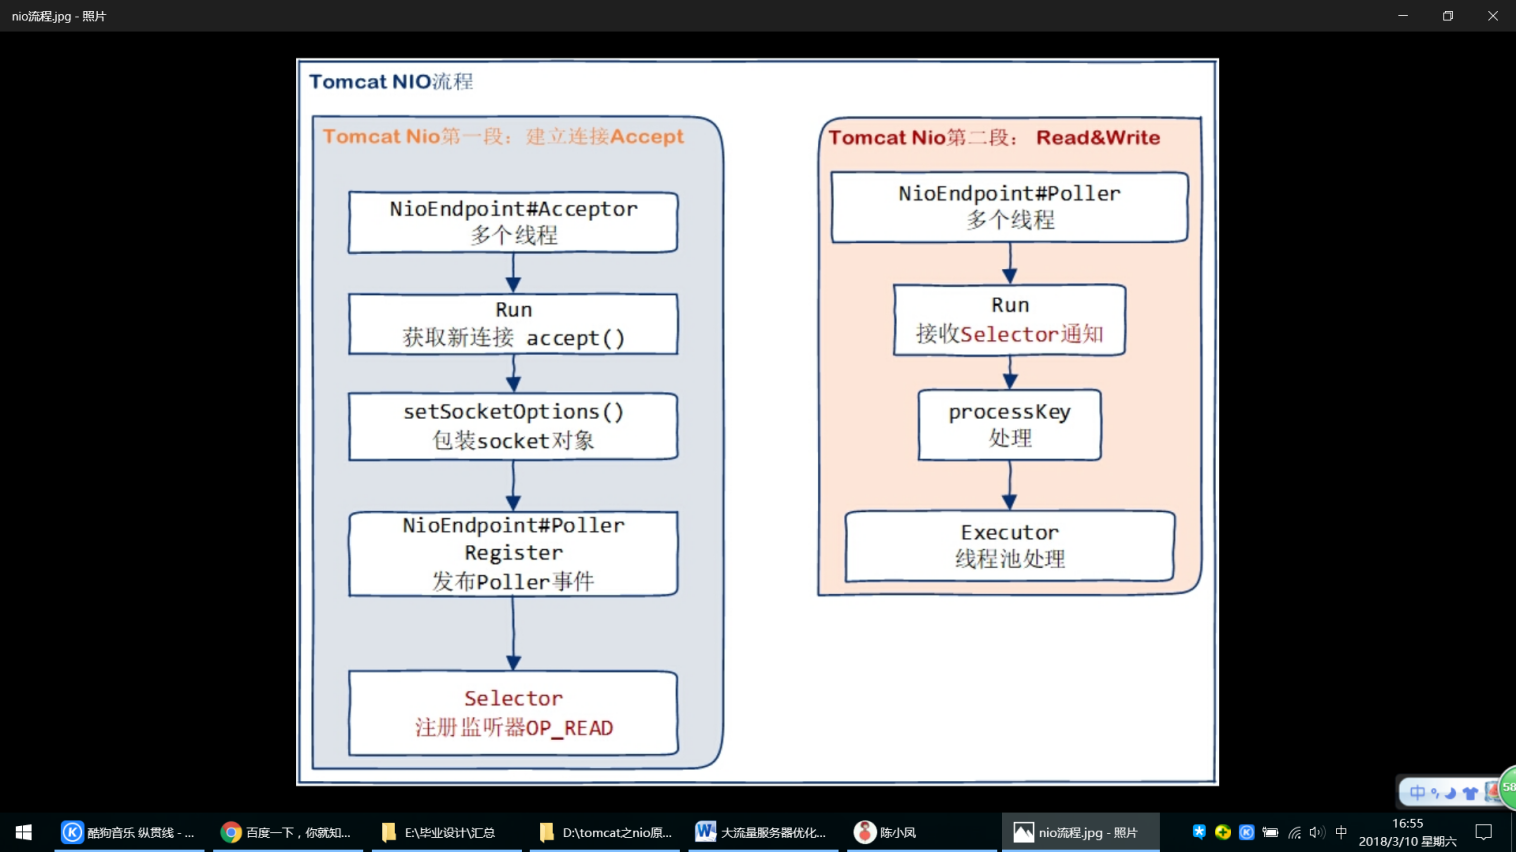 nio流程.jpg - 照片
Tomcat NIO流程
Tomcat Nio第一段：建立连接Accept
NioEndpoint#Acceptor
多个线程
Run
获取新连接 accept()
setSocketOptions()
包装socket对象
NioEndpoint#Poller
Register
发布Poller事件
Selector
注册监听器OP_READ
Tomcat Nio第二段： Read&Write
NioEndpoint#Poller
多个线程
Run
接收Selector通知
processKey
处理
Executor
线程池处理
中
58
酷狗音乐 纵贯线 - ...
百度一下，你就知...
E:\毕业设计\汇总
D:\tomcat之nio原...
大流量服务器优化...
陈小凤
nio流程.jpg - 照片
中
16:55
2018/3/10 星期六